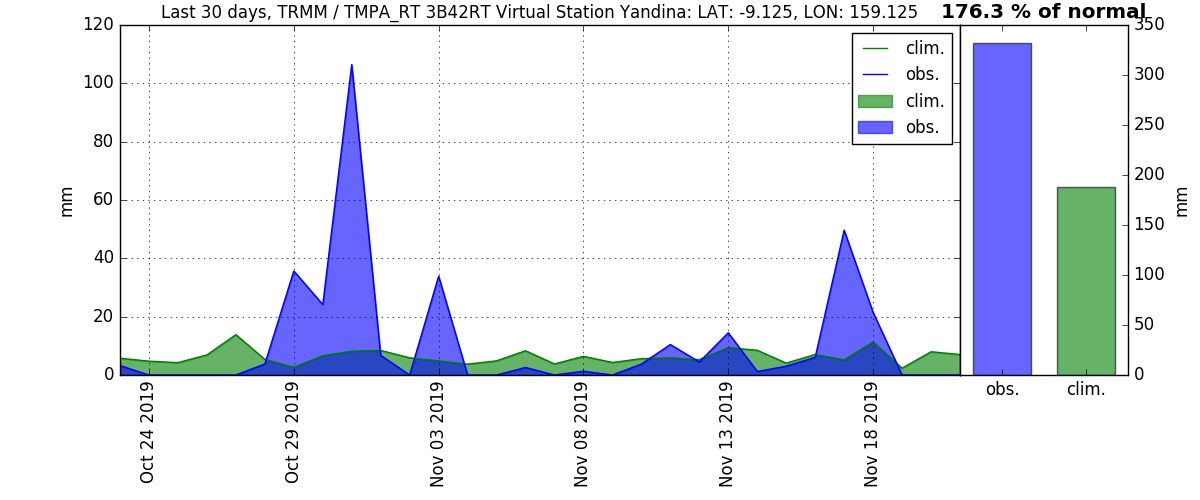 Last 30 days, TRMM / TMPA_RT 3B42RT Virtual Station Yandina: LAT: -9.125, LON: 159.125
176.3 % of normal
120
100
80
60
40
20
0
mm
clim.
obs.
clim.
obs.
350
300
250
200
150
100
50
0
mm
obs.
clim.
Oct 24 2019
Oct 29 2019
Nov 03 2019
Nov 08 2019
Nov 13 2019
Nov 18 2019